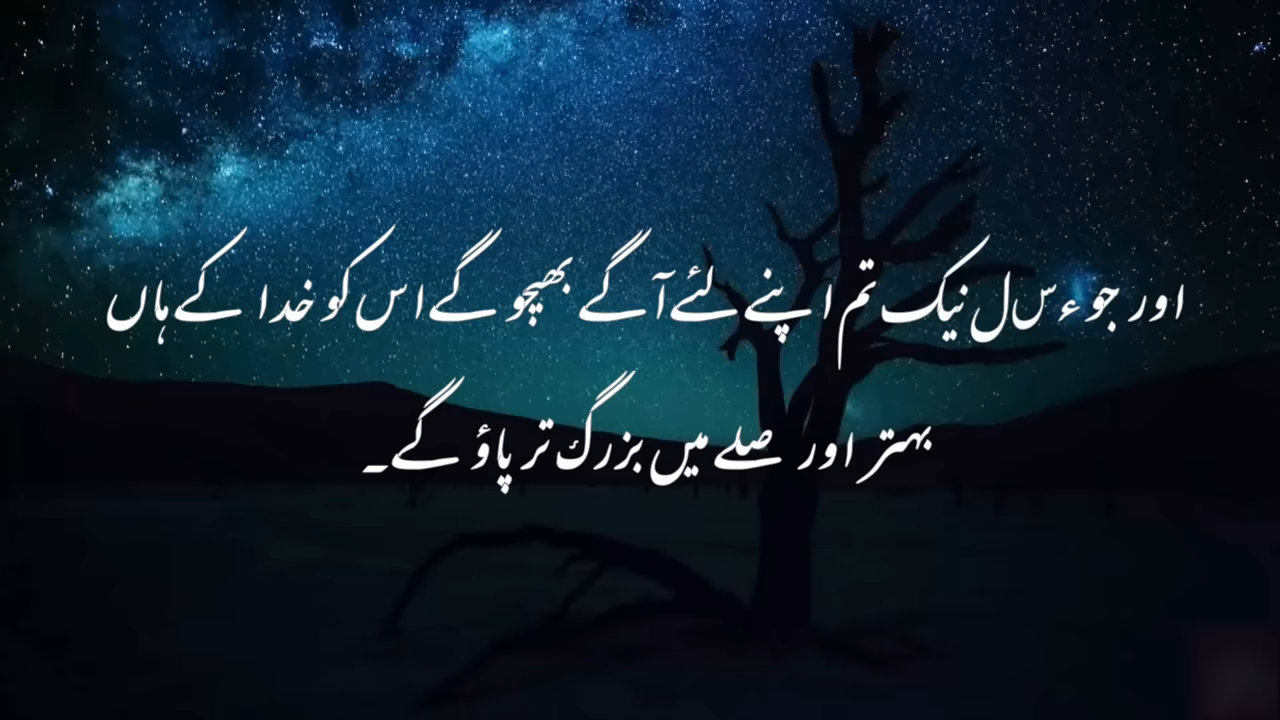 اور جو ءس ل نیک تم اپنے لئے آگے بھیجو گے اس کو خدا کے ہاں
بہتر اور صلے میں بزرگ تر پاؤ گے۔